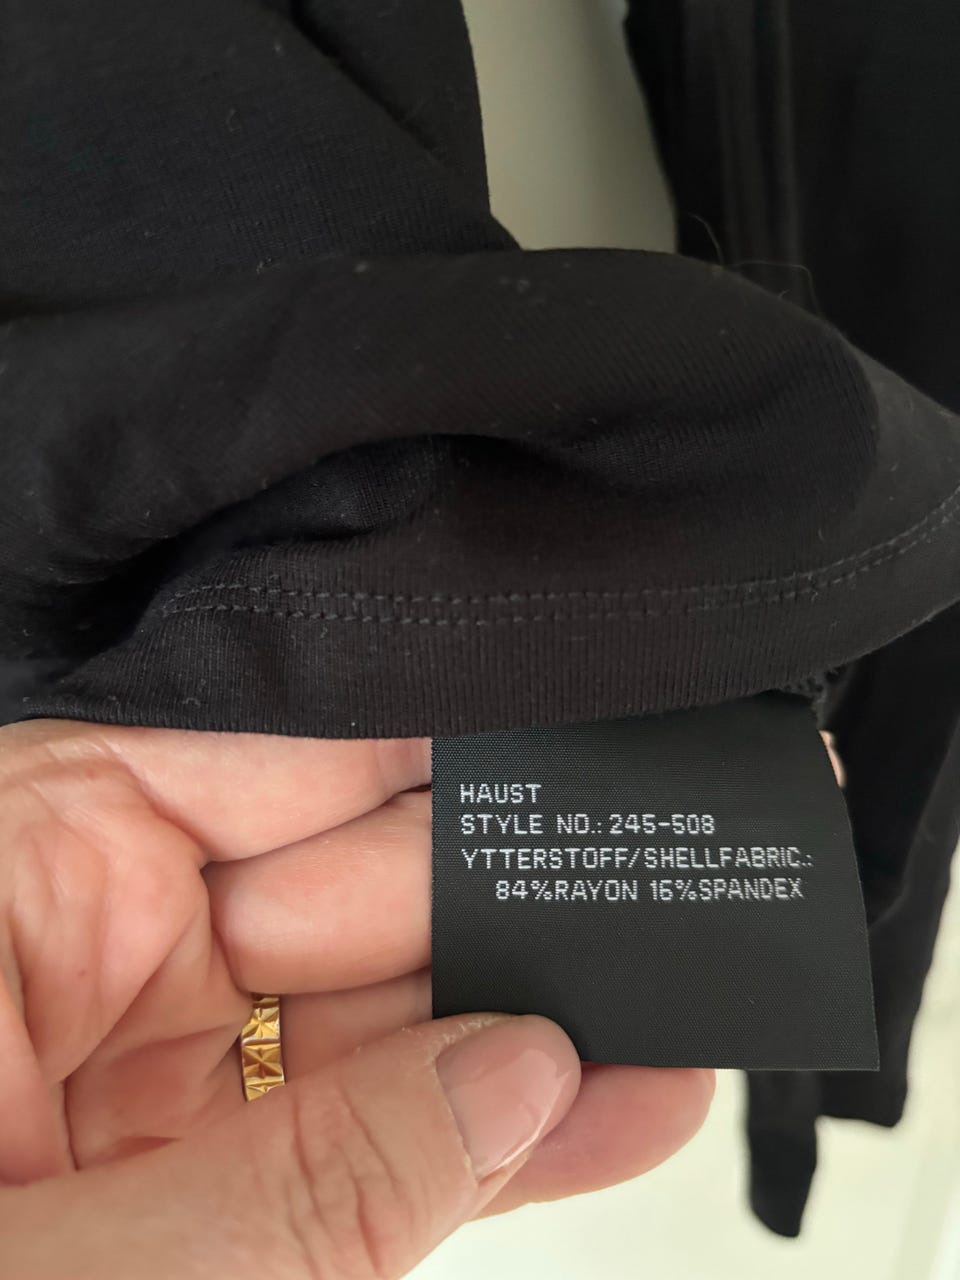 HAUST
STYLE NO.: 245-508
YTTERSTOFF/SHELLFABRIC.:
84%RAYON 16%SPANDEX